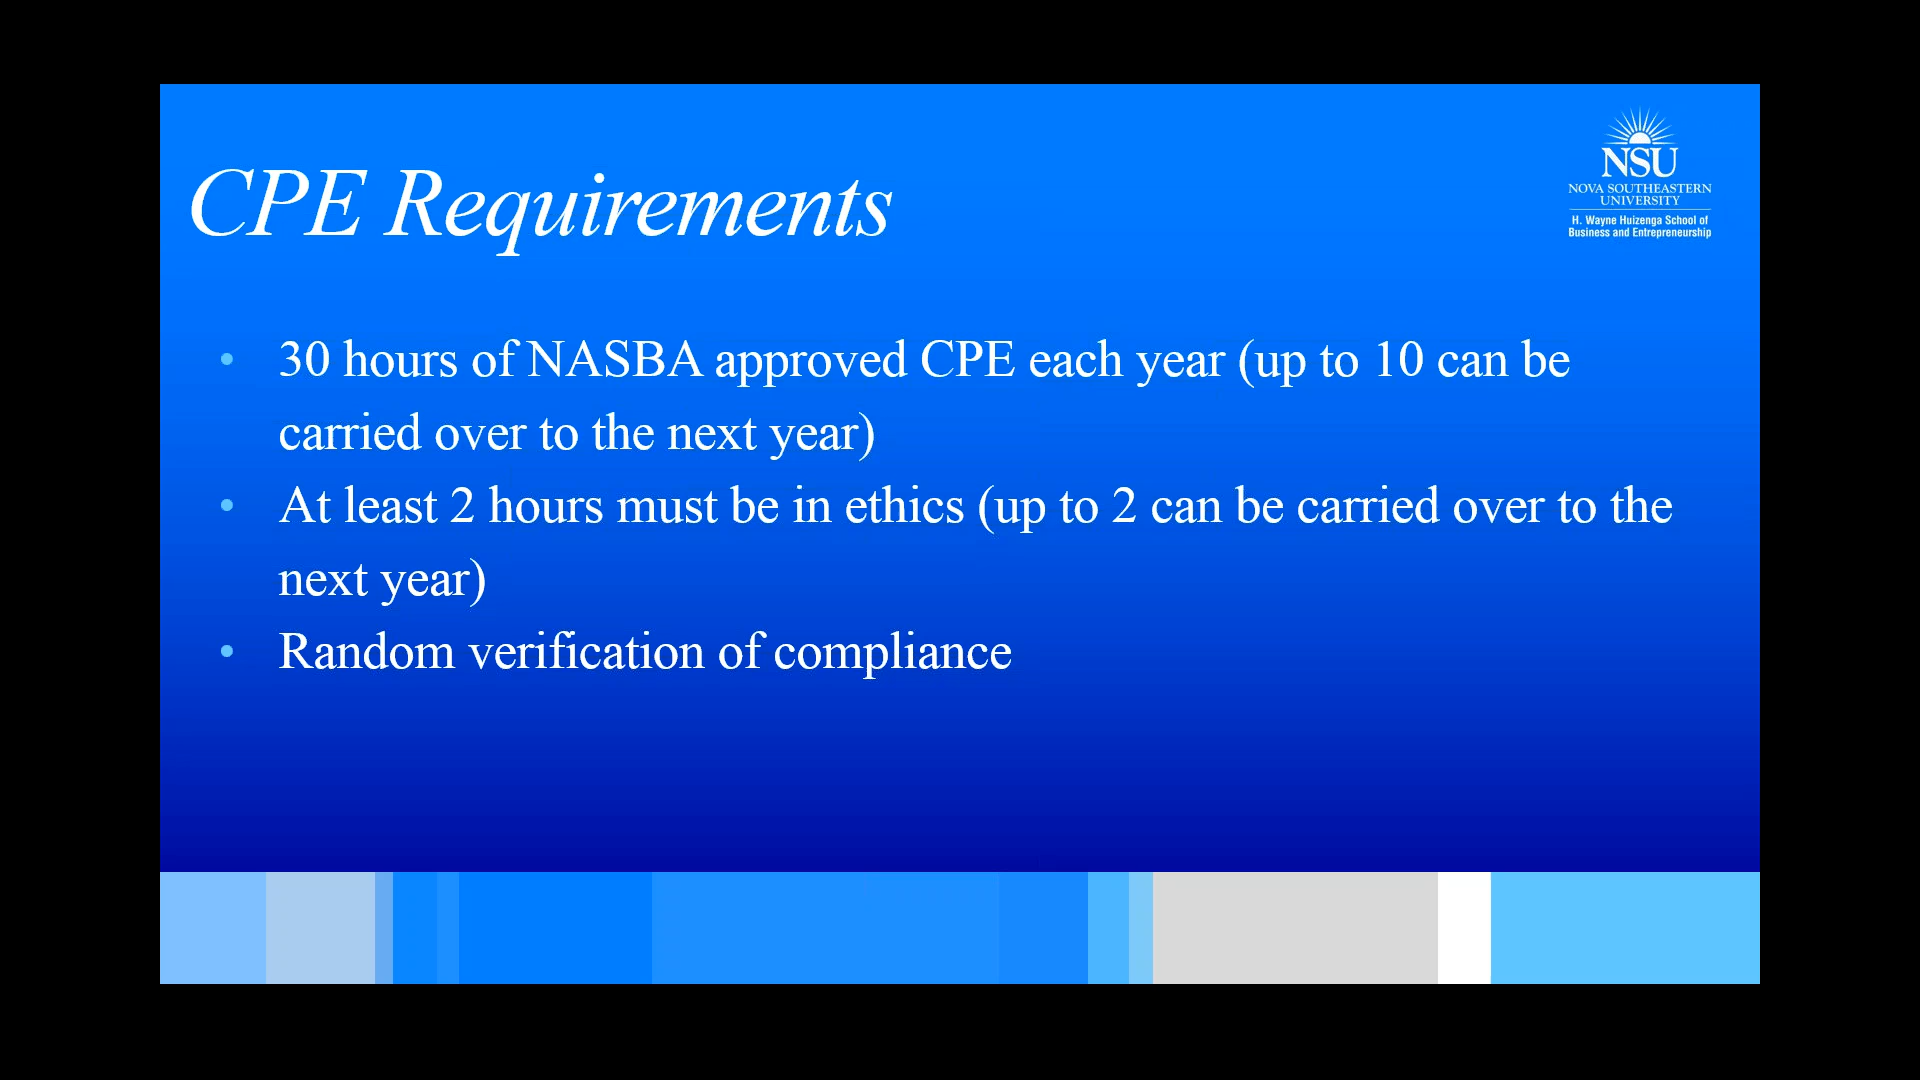 NSU
NOVA SOUTHEASTERN
UNIVERSITY
H. Wayne Huizenga School of
Business and Entrepreneurship
CPE Requirements
• 30 hours of NASBA approved CPE each year (up to 10 can be
carried over to the next year)
• At least 2 hours must be in ethics (up to 2 can be carried over to the
next year)
• Random verification of compliance